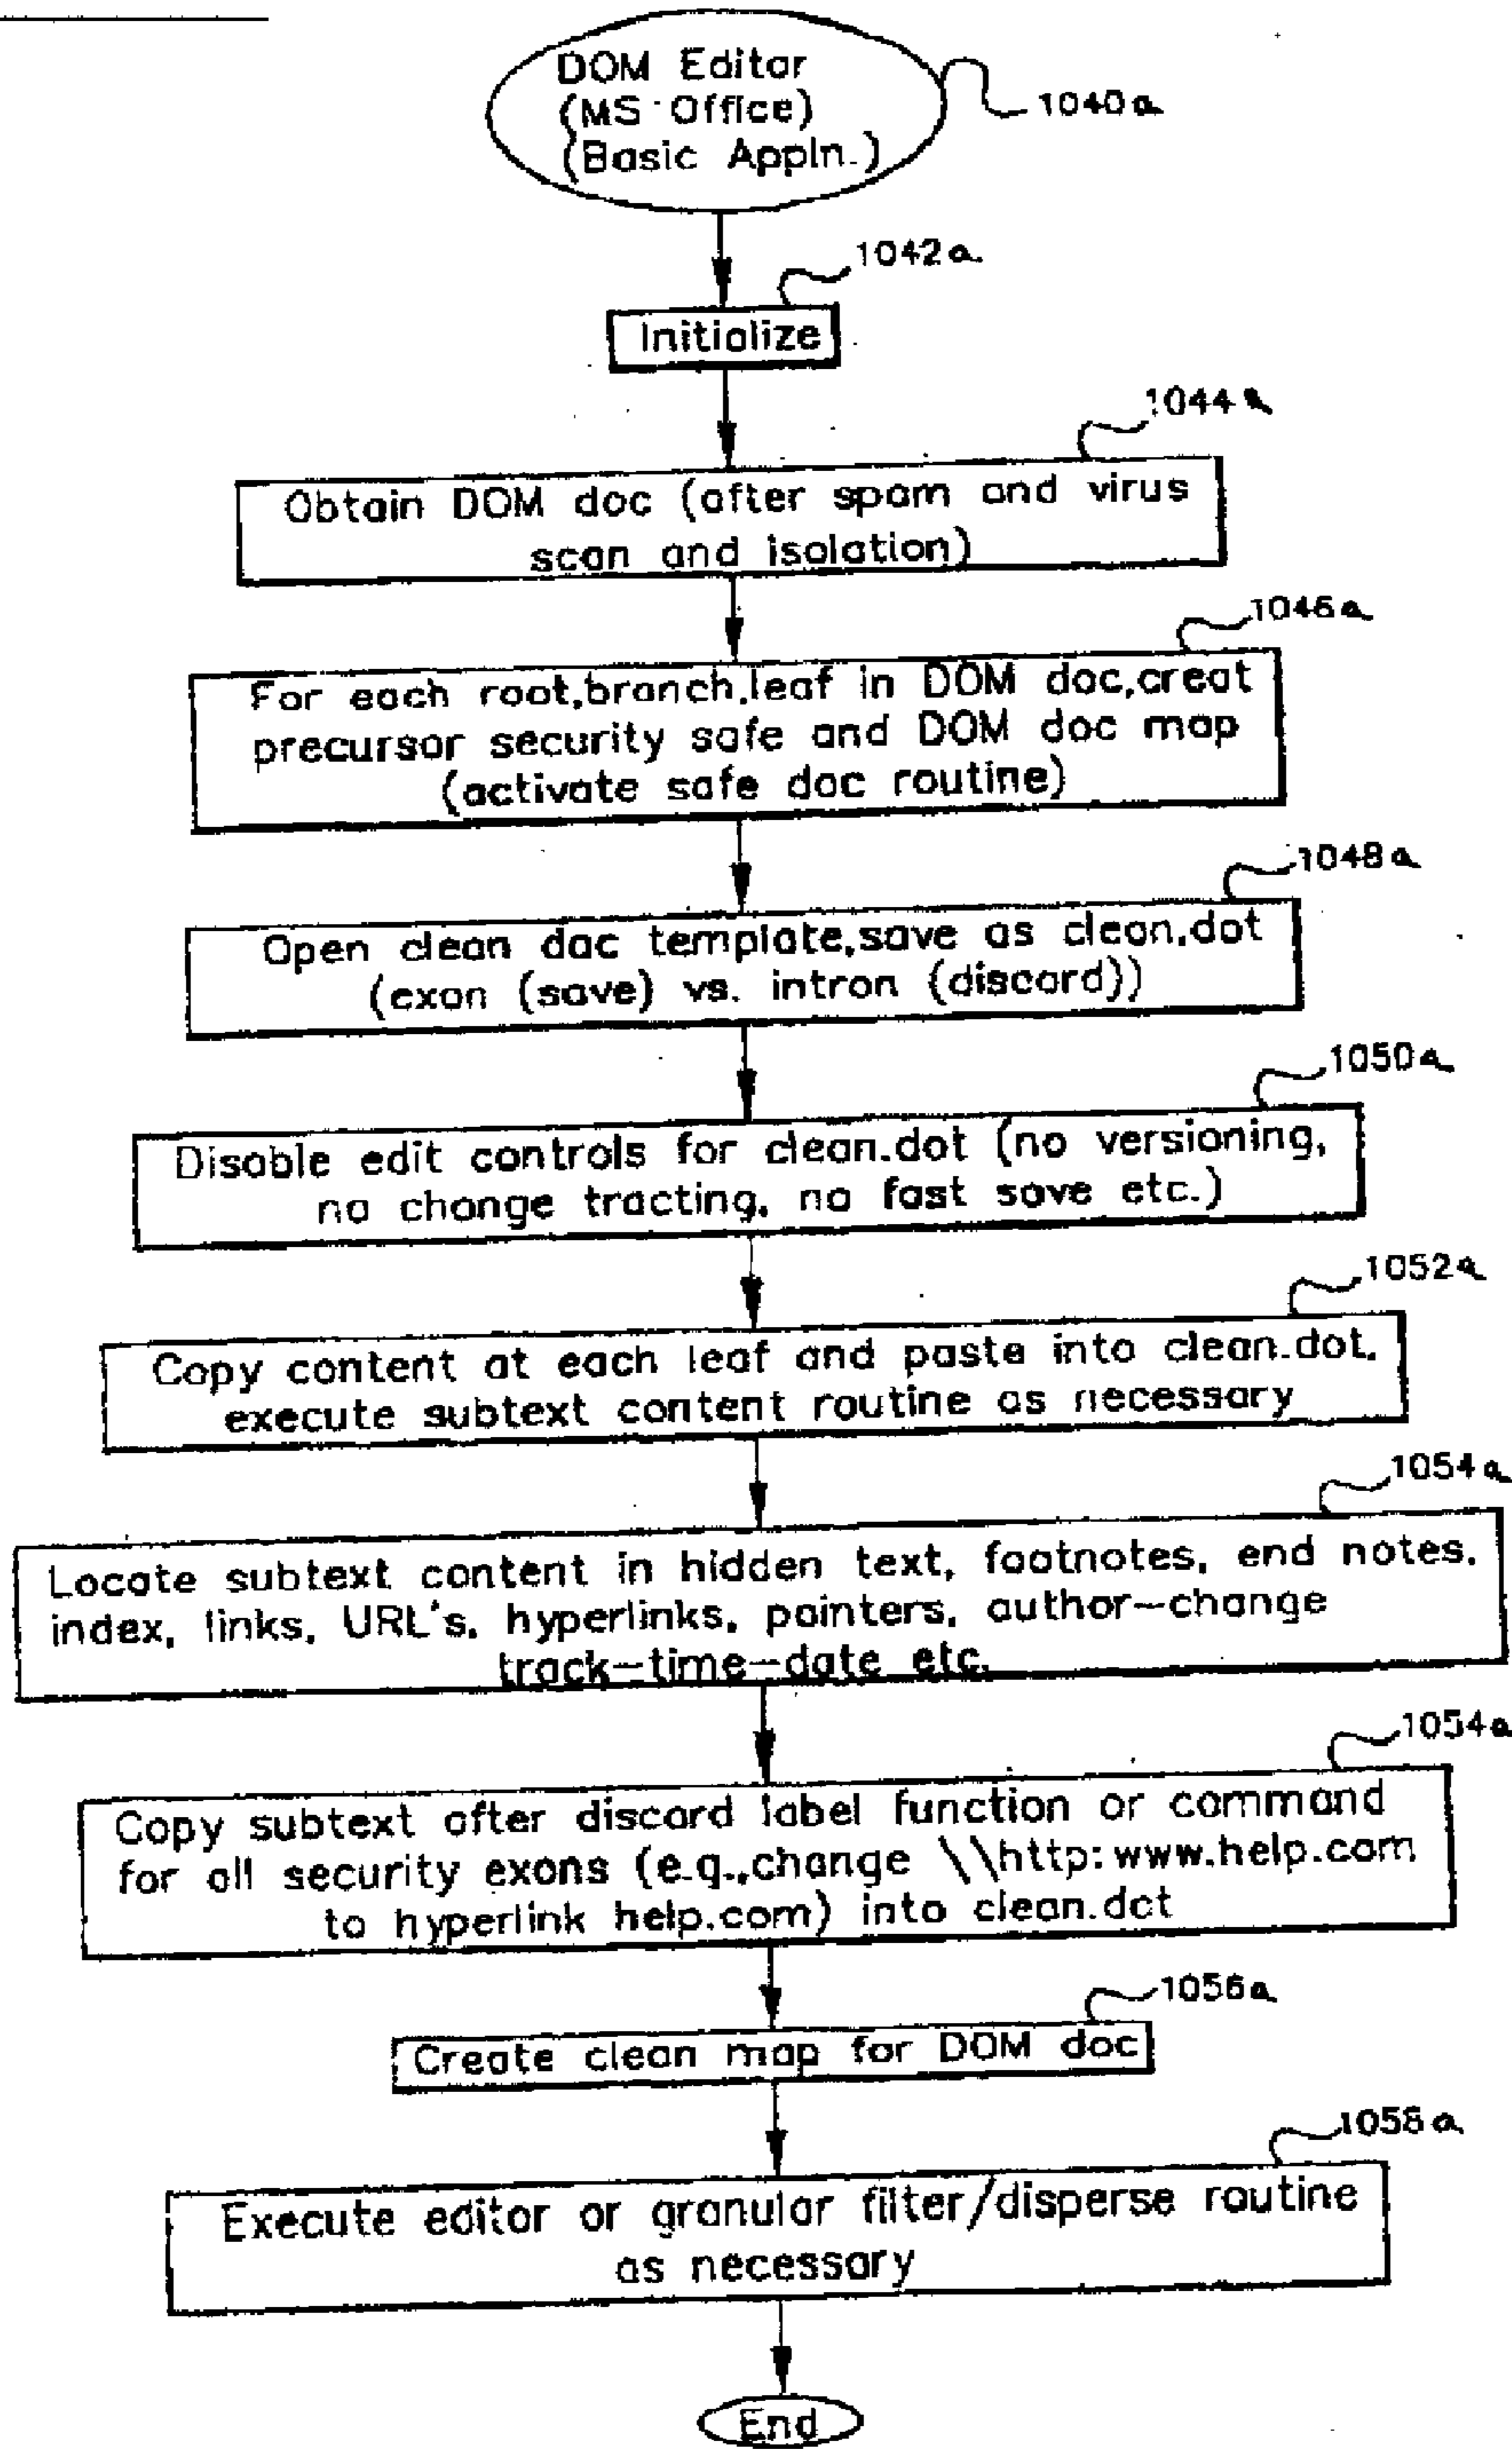 DOM Editor
(MS Office)
(Basic Appln.)
1040a
1042a
Initialize
1044a
Obtain DOM doc (after spam and virus
scan and isolation)
1046a
For each root,branch,leaf in DOM doc,creat
precursor security safe and DOM doc map
(activate safe doc routine)
1048a
Open clean doc template,save as clean.dot
(exon (save) vs. intron (discard))
1050a
Disable edit controls for clean.dot (no versioning,
no change tracting, no fast save etc.)
1052a
Copy content at each leaf and paste into clean.dot,
execute subtext content routine as necessary
1054a
Locate subtext content in hidden text, footnotes, end notes,
index, links, URL's, hyperlinks, pointers, author-change
track-time-date etc.
1054a
Copy subtext after discard label function or command
for all security exons (e.g.,change \\http:www.help.com
to hyperlink help.com) into clean.dot
1056a
Create clean map for DOM doc
1058a
Execute editor or granular filter/disperse routine
as necessary
End